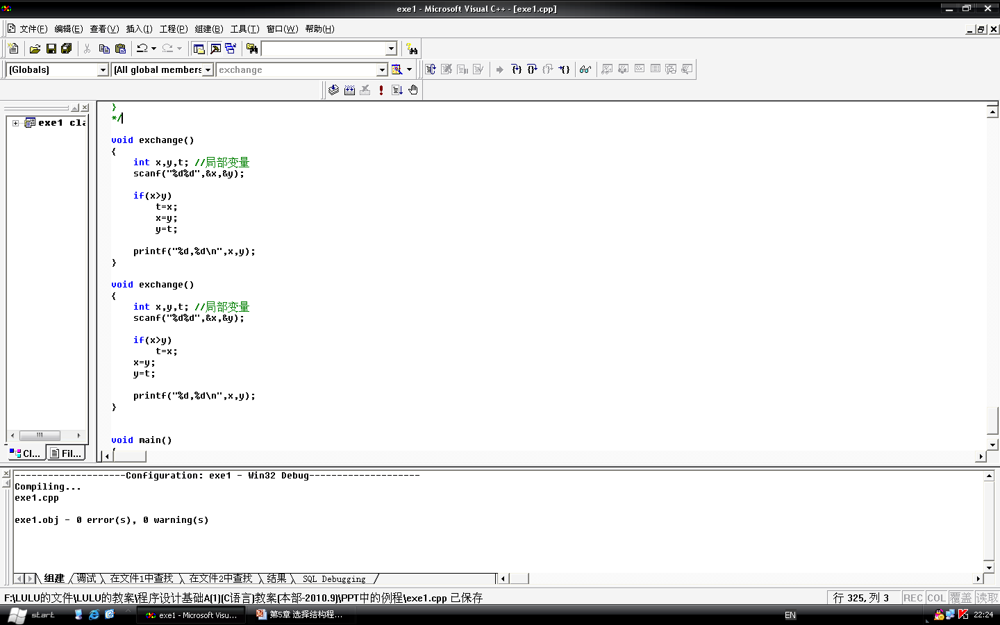 exe1 - Microsoft Visual C++ - [exe1.cpp]
文件(F) 编辑(E) 查看(V) 插入(I) 工程(P) 组建(B) 工具(T) 窗口(W) 帮助(H)
(Globals) (All global members exchange
exe1 cla
}
*/
void exchange()
{
int x,y,t; //局部变量
scanf("%d%d",&x,&y);
if(x>y)
t=x;
x=y;
y=t;
printf("%d,%d\n",x,y);
}
void exchange()
{
int x,y,t; //局部变量
scanf("%d%d",&x,&y);
if(x>y)
t=x;
x=y;
y=t;
printf("%d,%d\n",x,y);
}
void main()
Cl... Fil...
--------------------Configuration: exe1 - Win32 Debug--------------------
Compiling...
exe1.cpp
exe1.obj - 0 error(s), 0 warning(s)
组建 调试 在文件1中查找 在文件2中查找 结果 SQL Debugging
F:\LULU的文件\LULU的教案\程序设计基础A(1)(C语言)教案(本部-2010.9)\PPT中的例程\exe1.cpp 已保存 行 325, 列 3 REC COL 覆盖 读取
start exe1 - Microsoft Visu... 第5章 选择结构程... EN 22:24